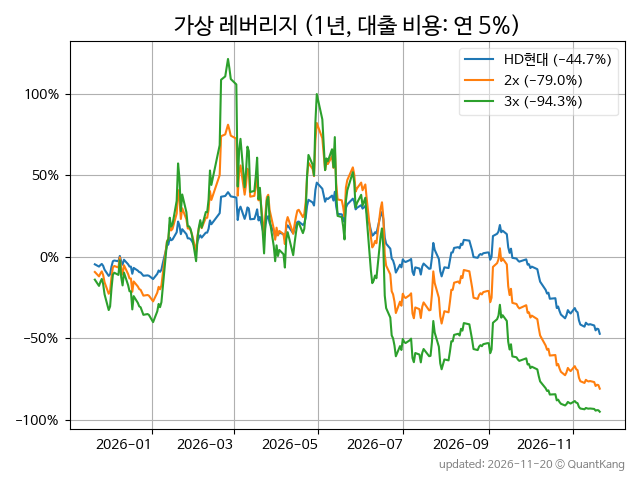 가상 레버리지 (1년, 대출 비용: 연 5%)
HD현대 (-44.7%)
2x (-79.0%)
3x (-94.3%)
100%
50%
0%
-50%
-100%
2026-01 2026-03 2026-05 2026-07 2026-09 2026-11
updated: 2026-11-20 © QuantKang